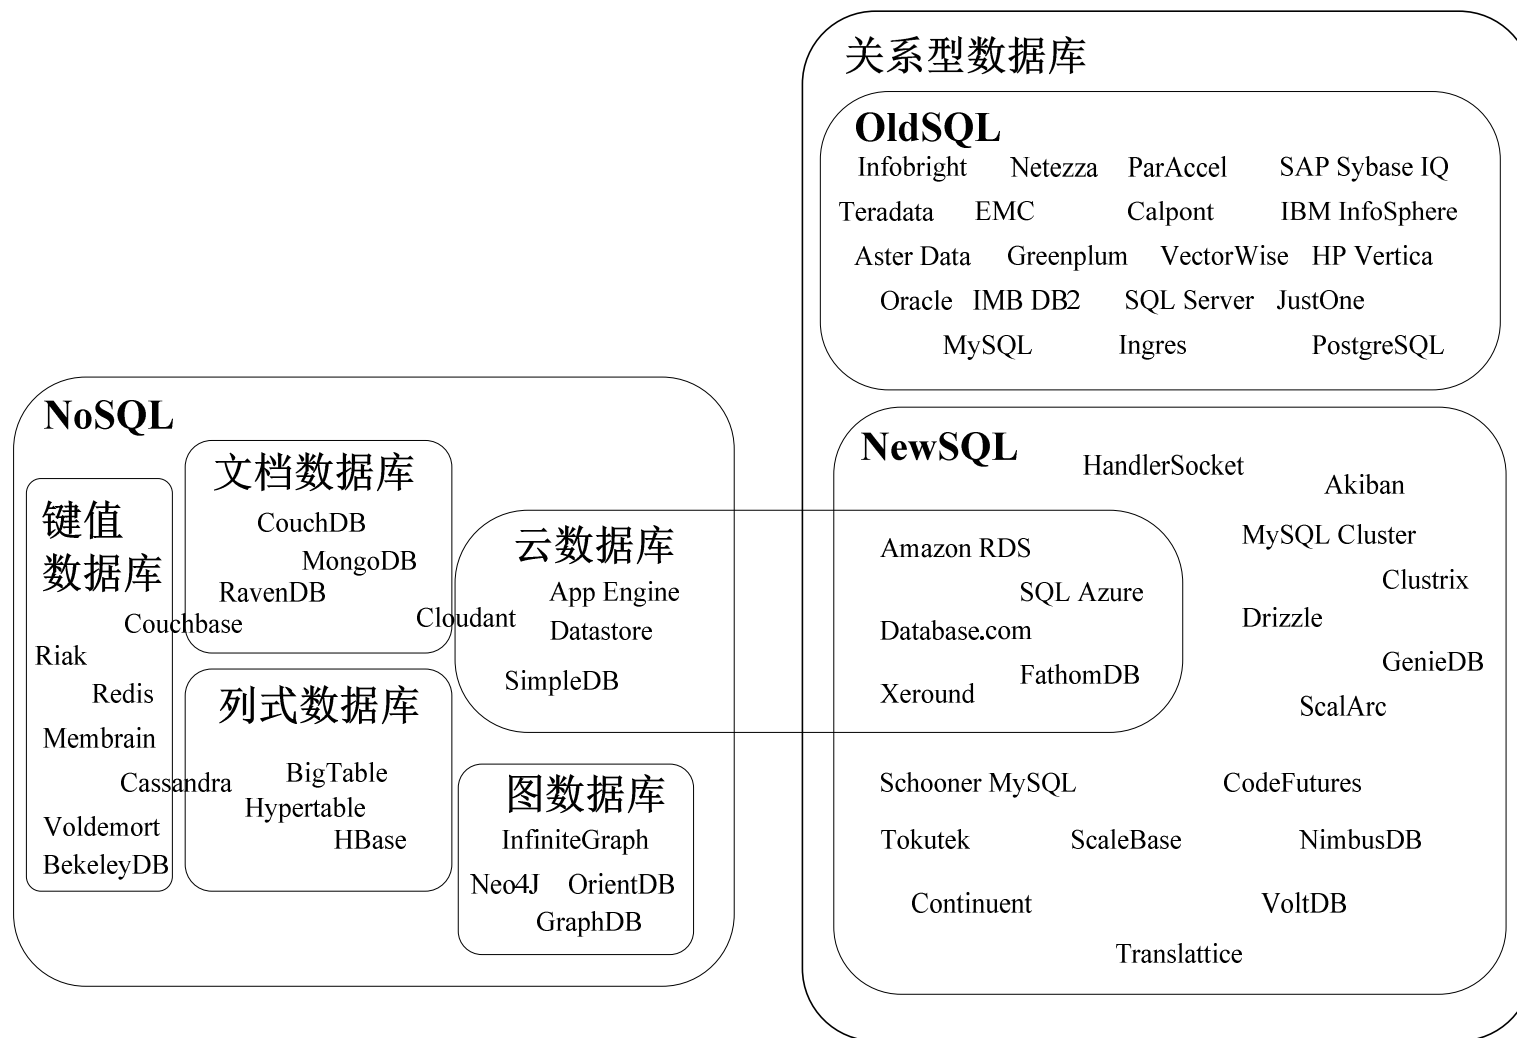 关系型数据库
OldSQL
Infobright Netezza ParAccel SAP Sybase IQ
Teradata EMC Calpont IBM InfoSphere
Aster Data Greenplum VectorWise HP Vertica
Oracle IMB DB2 SQL Server JustOne
MySQL Ingres PostgreSQL
NoSQL
键值
数据库
Couchbase
Riak
Redis
Membrain
Cassandra
Voldemort
BekeleyDB
文档数据库
CouchDB
MongoDB
RavenDB
Cloudant
列式数据库
BigTable
Hypertable
HBase
云数据库
App Engine
Datastore
SimpleDB
Amazon RDS
SQL Azure
Database.com
FathomDB
Xeround
图数据库
InfiniteGraph
Neo4J OrientDB
GraphDB
NewSQL
HandlerSocket
Akiban
MySQL Cluster
Clustrix
Drizzle
GenieDB
ScalArc
Schooner MySQL CodeFutures
Tokutek ScaleBase NimbusDB
Continuent VoltDB
Translattice